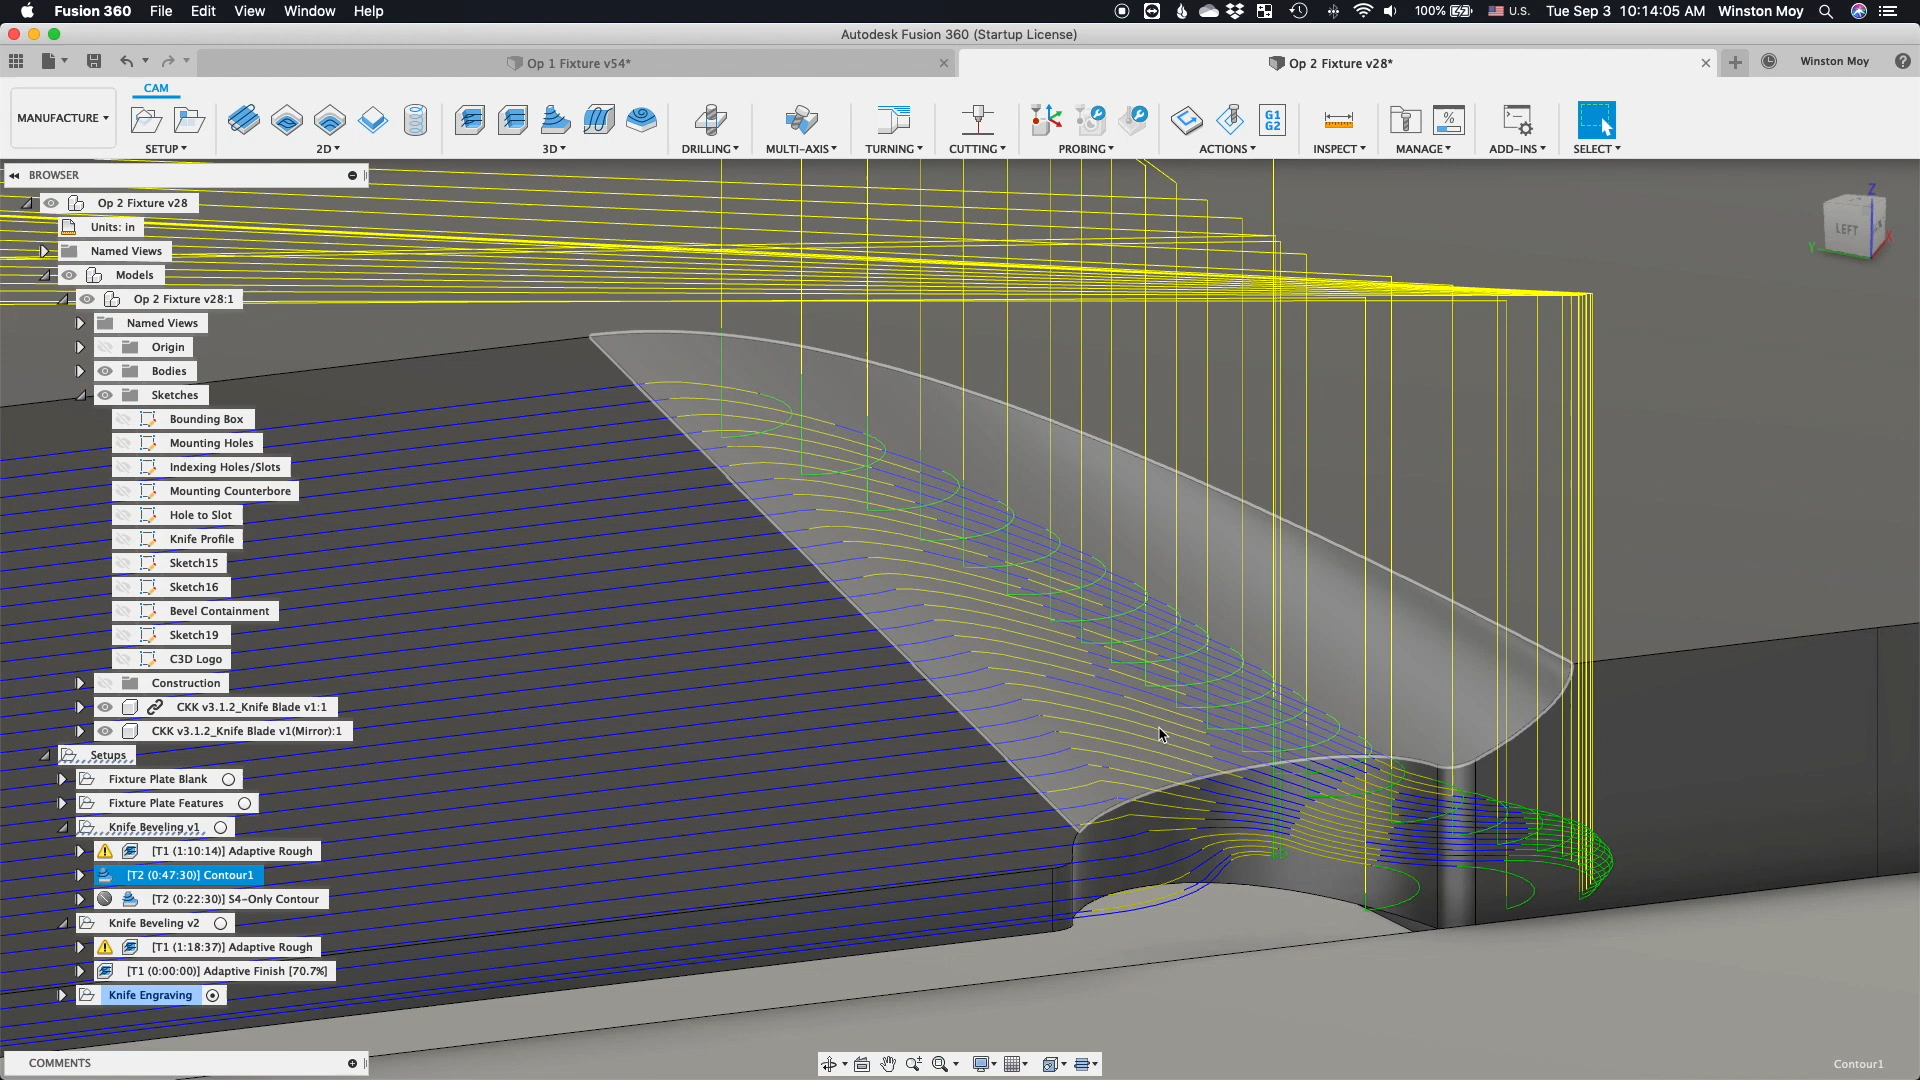 Fusion 360 File Edit View Window Help 100% U.S. Tue Sep 3 10:14:05 AM Winston Moy
Autodesk Fusion 360 (Startup License)
Op 1 Fixture v54* Op 2 Fixture v28* Winston Moy
CAM
MANUFACTURE
G1
G2
%
SETUP 2D 3D DRILLING MULTI-AXIS TURNING CUTTING PROBING ACTIONS INSPECT MANAGE ADD-INS SELECT
BROWSER
Op 2 Fixture v28
Units: in
Named Views
Models
Op 2 Fixture v28:1
Named Views
Origin
Bodies
Sketches
Bounding Box
Mounting Holes
Indexing Holes/Slots
Mounting Counterbore
Hole to Slot
Knife Profile
Sketch15
Sketch16
Bevel Containment
Sketch19
C3D Logo
Construction
CKK v3.1.2_Knife Blade v1:1
CKK v3.1.2_Knife Blade v1(Mirror):1
Setups
Fixture Plate Blank
Fixture Plate Features
Knife Beveling v1
[T1 (1:10:14)] Adaptive Rough
[T2 (0:47:30)] Contour1
[T2 (0:22:30)] S4-Only Contour
Knife Beveling v2
[T1 (1:18:37)] Adaptive Rough
[T1 (0:00:00)] Adaptive Finish [70.7%]
Knife Engraving
COMMENTS
Z
LEFT
Y
X
Contour1